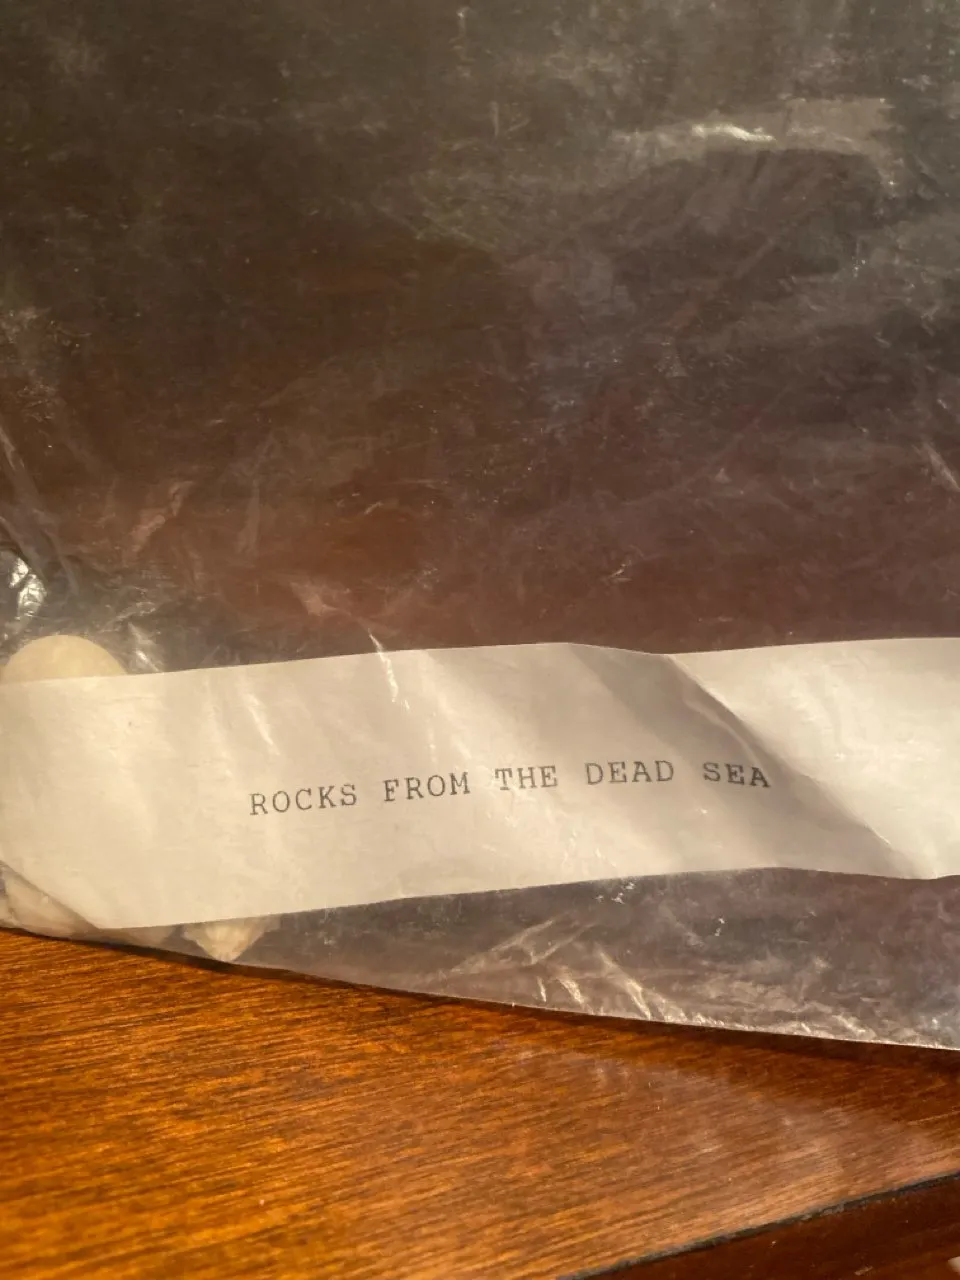 ROCKS FROM THE DEAD SEA